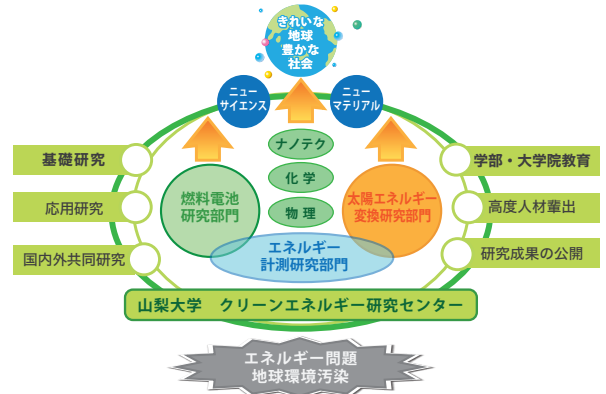 きれいな
地球
豊かな
社会
ニュー
サイエンス
ニュー
マテリアル
ナノテク
化 学
物 理
基礎研究
応用研究
国内外共同研究
学部・大学院教育
高度人材輩出
研究成果の公開
燃料電池
研究部門
太陽エネルギー
変換研究部門
エネルギー
計測研究部門
山梨大学　クリーンエネルギー研究センター
エネルギー問題
地球環境汚染